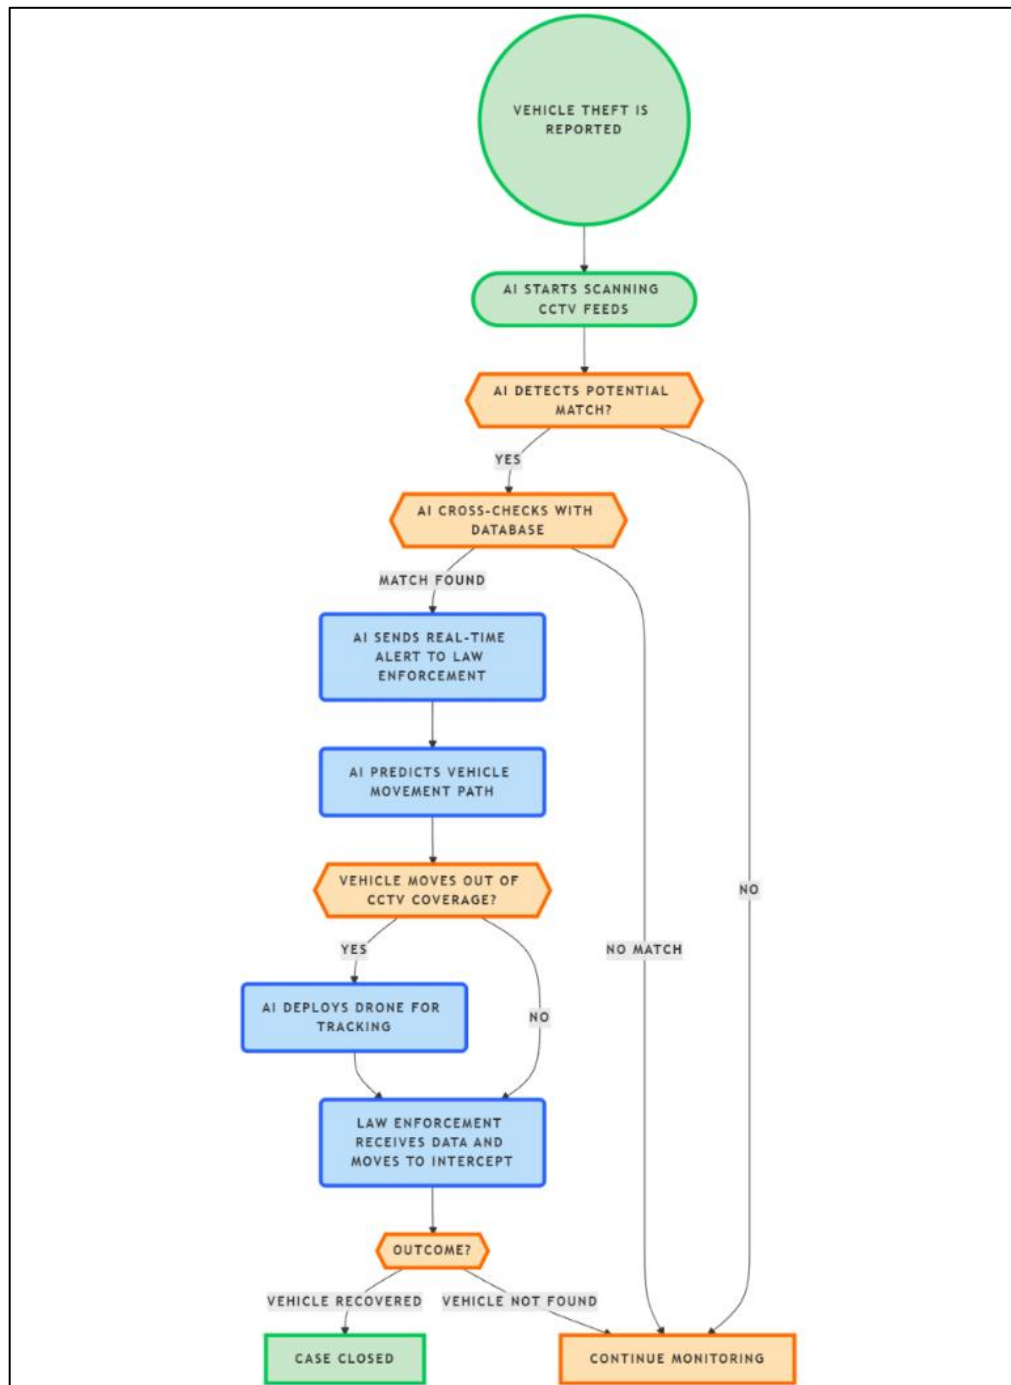 VEHICLE THEFT IS
REPORTED
AI STARTS SCANNING
CCTV FEEDS
AI DETECTS POTENTIAL
MATCH?
YES
AI CROSS-CHECKS WITH
DATABASE
MATCH FOUND
AI SENDS REAL-TIME
ALERT TO LAW
ENFORCEMENT
AI PREDICTS VEHICLE
MOVEMENT PATH
VEHICLE MOVES OUT OF
CCTV COVERAGE?
NO
YES
NO MATCH
AI DEPLOYS DRONE FOR
TRACKING
NO
LAW ENFORCEMENT
RECEIVES DATA AND
MOVES TO INTERCEPT
OUTCOME?
VEHICLE RECOVERED
VEHICLE NOT FOUND
CASE CLOSED
CONTINUE MONITORING